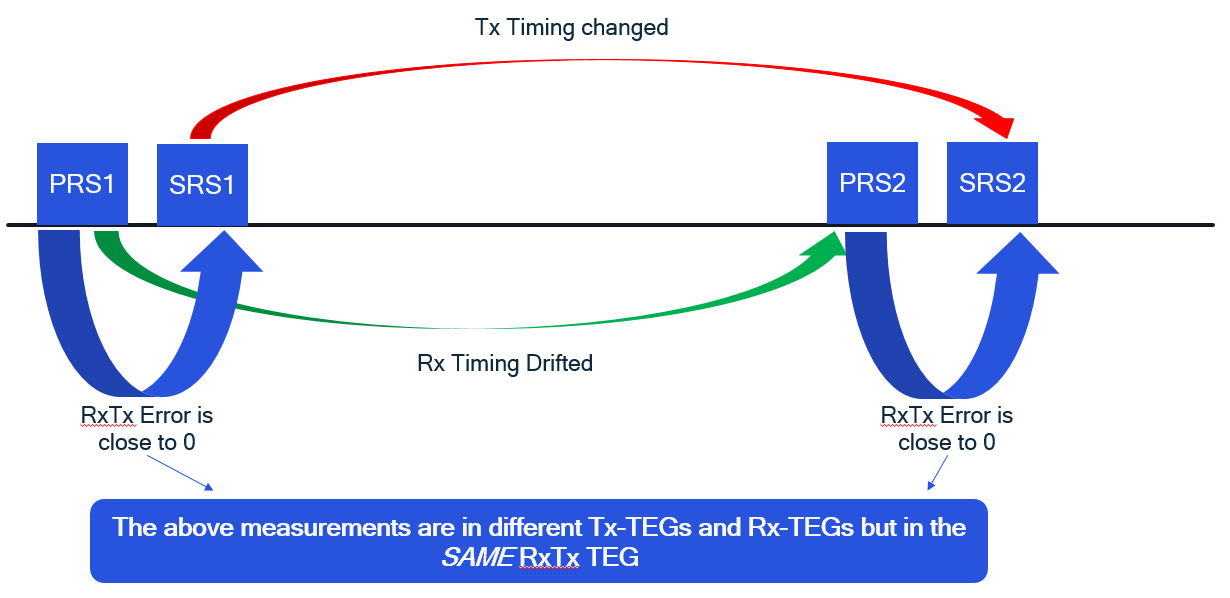 Tx Timing changed
PRS1
SRS1
PRS2
SRS2
Rx Timing Drifted
RxTx Error is
close to 0
RxTx Error is
close to 0
The above measurements are in different Tx-TEGs and Rx-TEGs but in the
SAME RxTx TEG